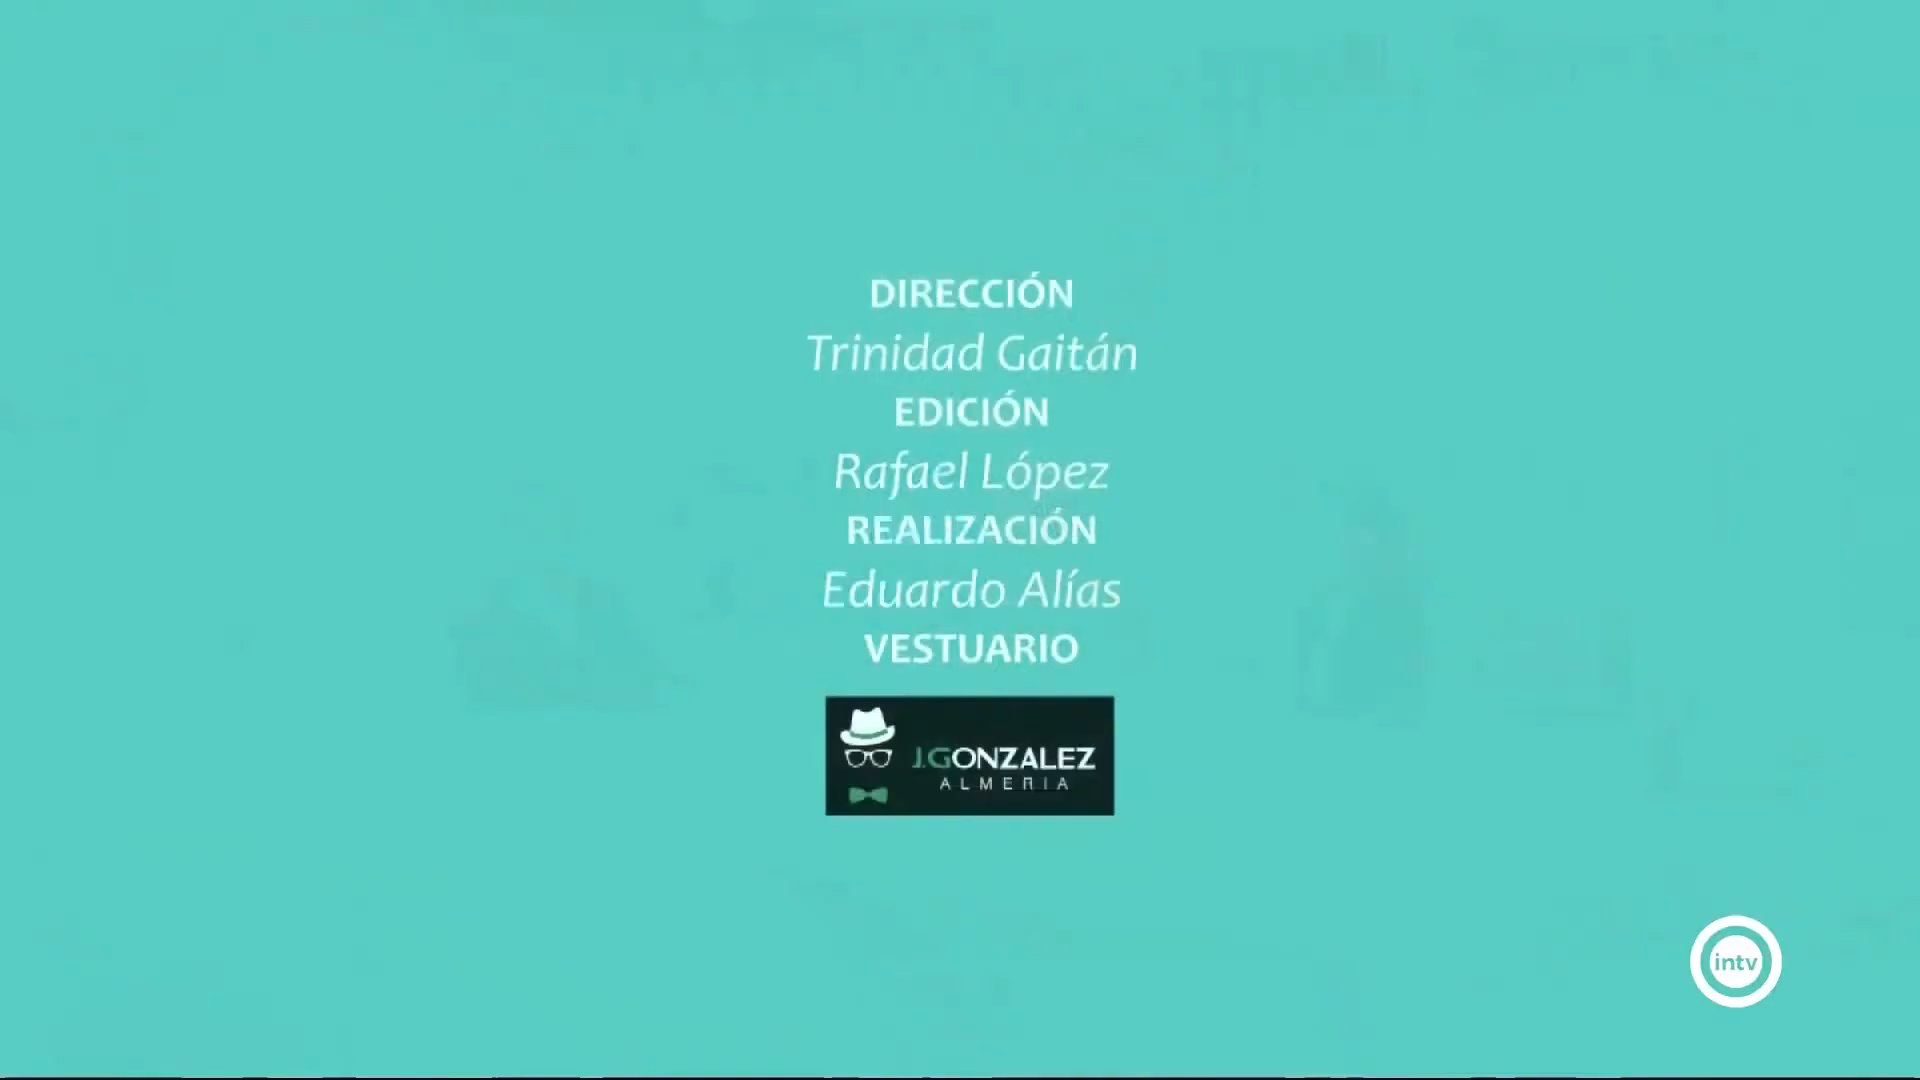 DIRECCIÓN
Trinidad Gaitán
EDICIÓN
Rafael López
REALIZACIÓN
Eduardo Alías
VESTUARIO
J.GONZALEZ
ALMERIA
intv